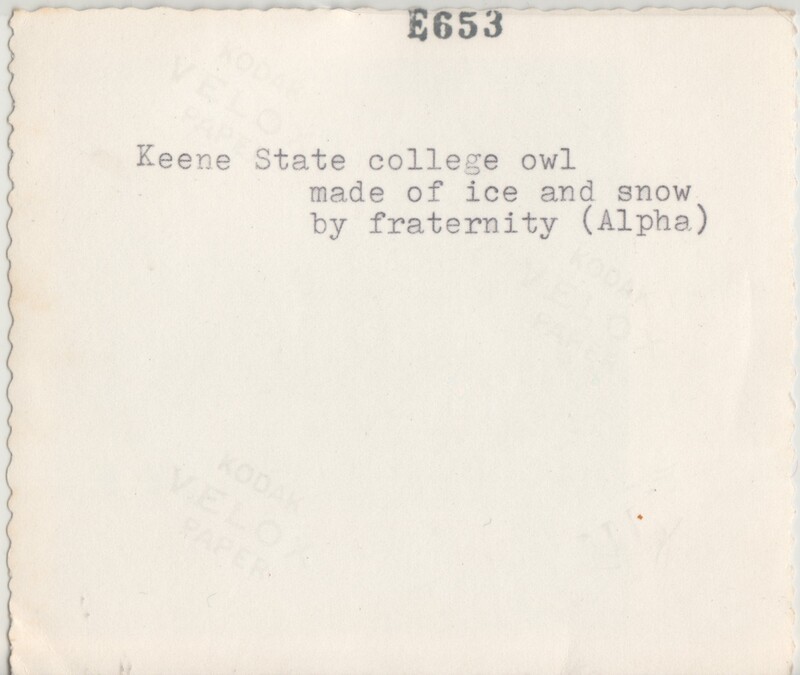 E653
KODAK
VELOX
PAPER
Keene State college owl
made of ice and snow
by fraternity (Alpha)
KODAK
VELOX
PAPER
KODAK
VELOX
PAPER